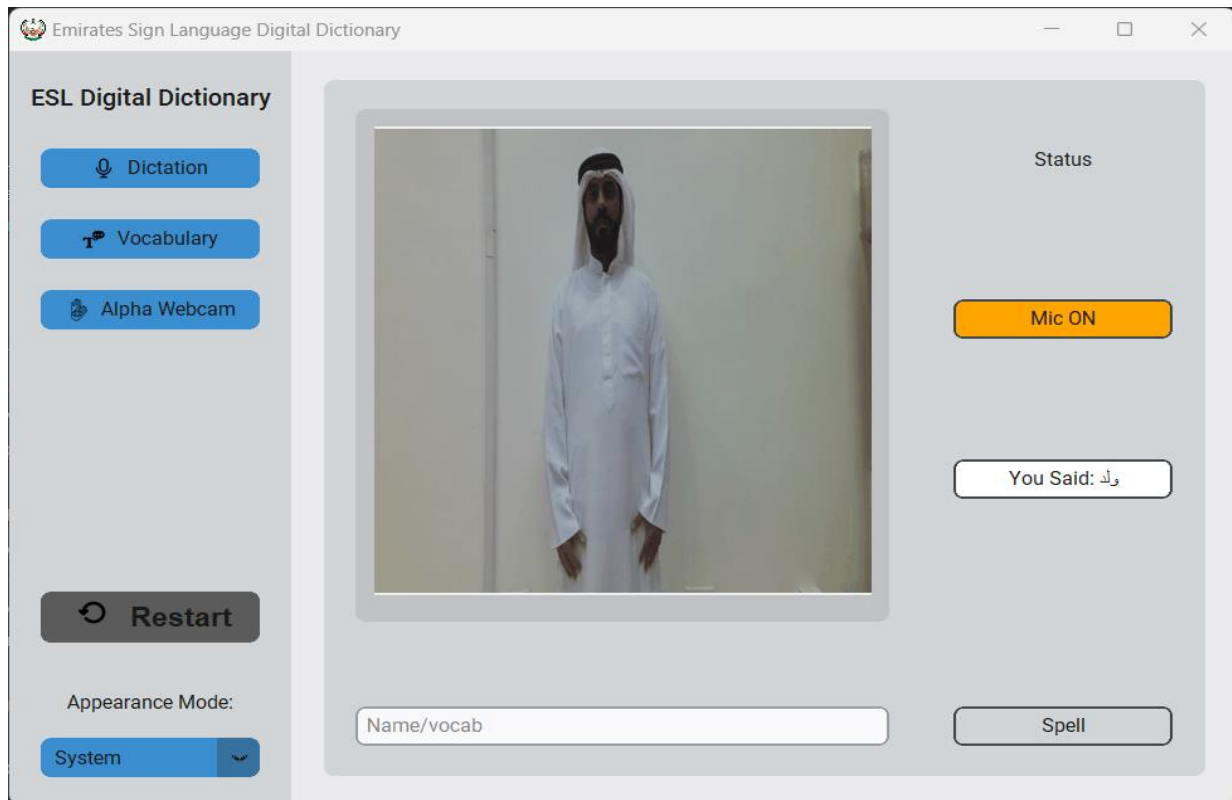 Emirates Sign Language Digital Dictionary
ESL Digital Dictionary
Dictation
Vocabulary
Alpha Webcam
Restart
Appearance Mode:
System
Status
Mic ON
You Said: ولد
Name/vocab
Spell